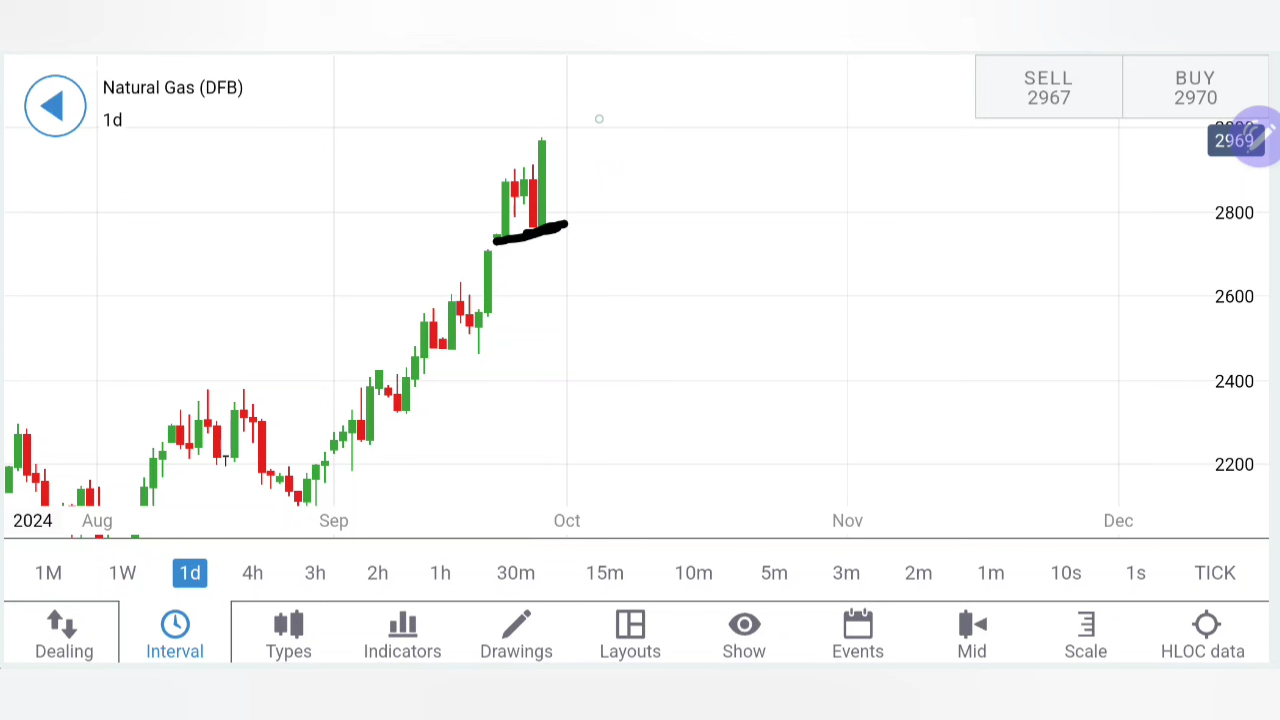 Natural Gas (DFB)
1d
SELL
2967
BUY
2970
2969
2800
2600
2400
2200
2024 Aug Sep Oct Nov Dec
1M 1W 1d 4h 3h 2h 1h 30m 15m 10m 5m 3m 2m 1m 10s 1s TICK
Dealing Interval Types Indicators Drawings Layouts Show Events Mid Scale HLOC data